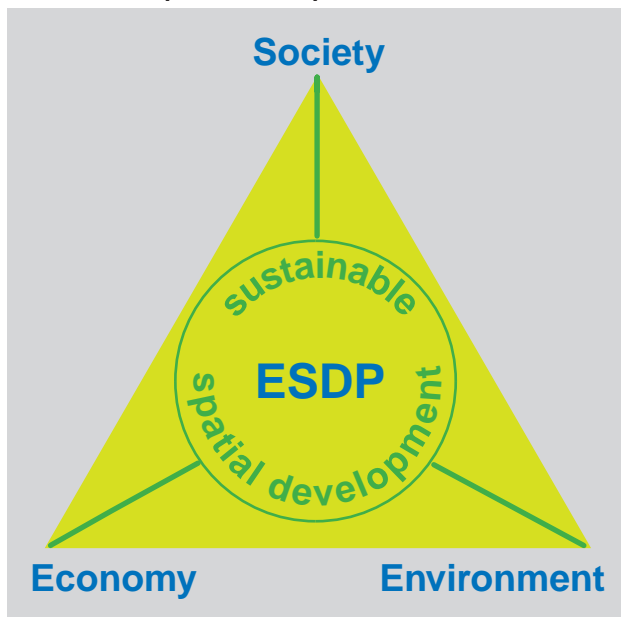 Society
sustainable
ESDP
spatial development
Economy
Environment